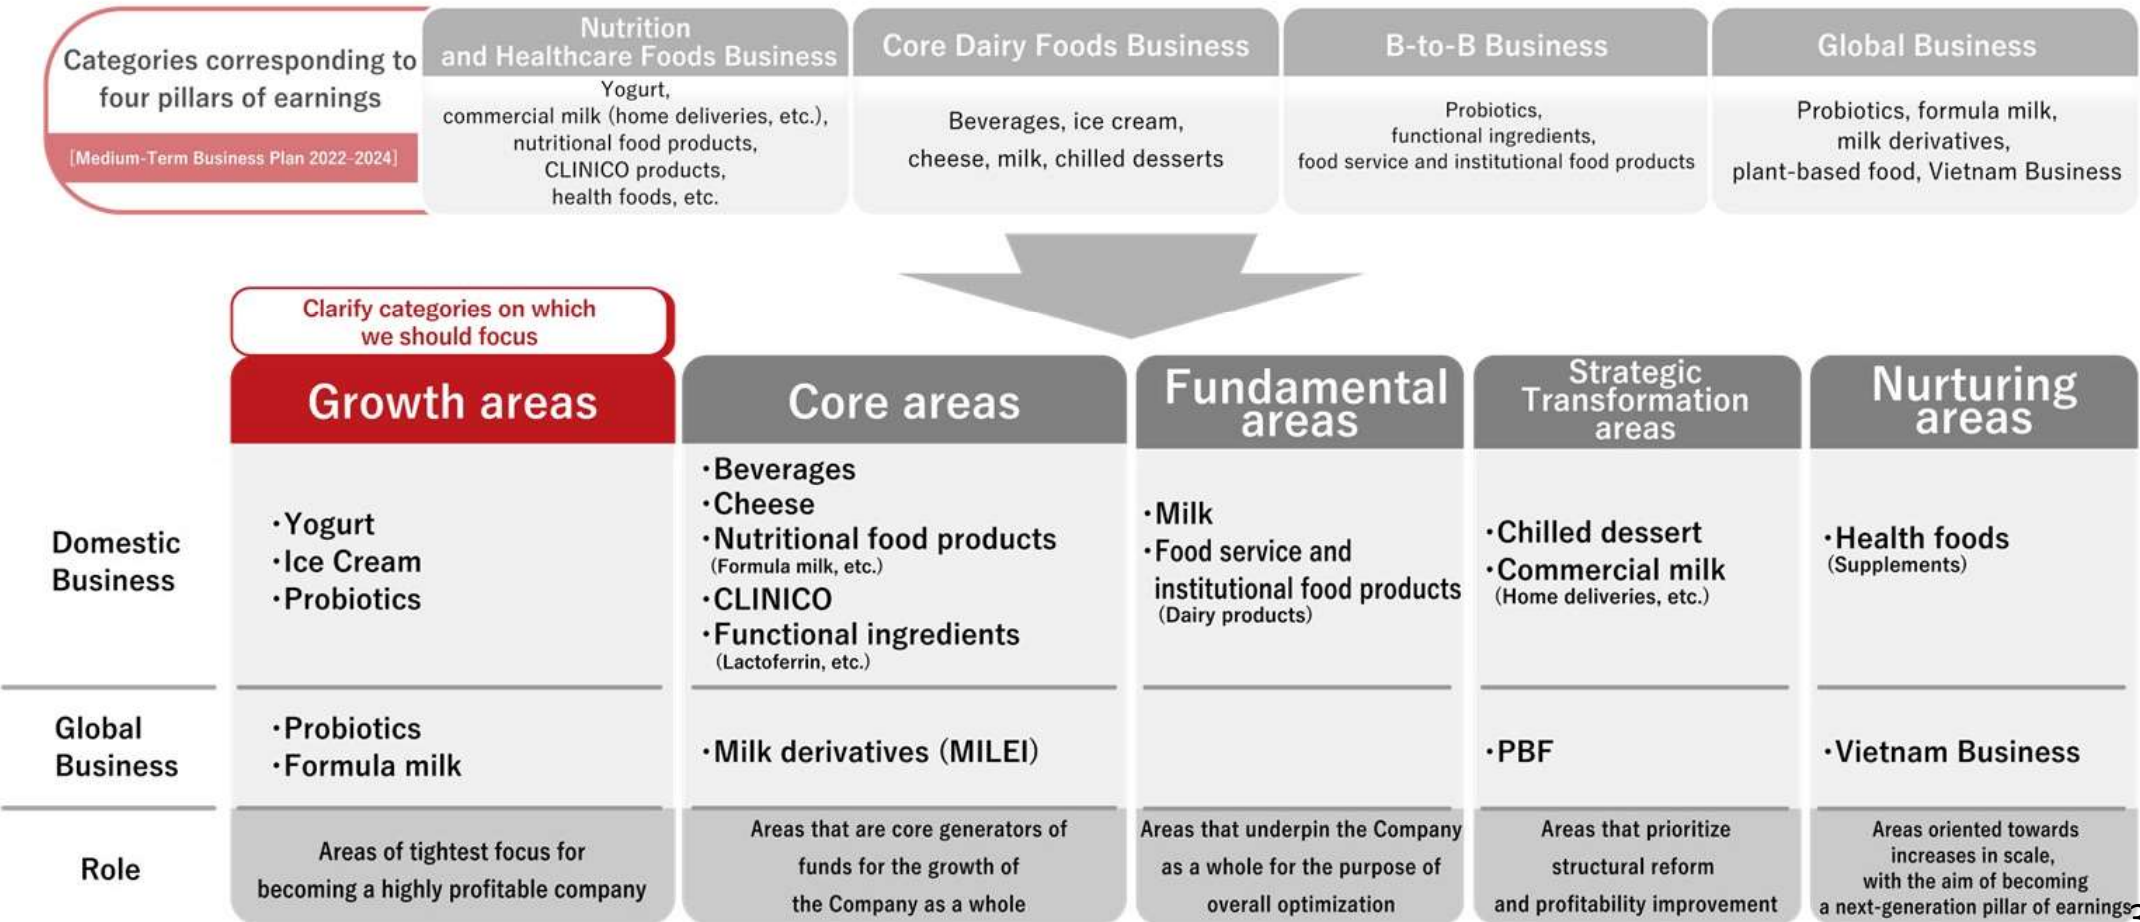 Categories corresponding to
four pillars of earnings
[Medium-Term Business Plan 2022-2024]
Nutrition
and Healthcare Foods Business
Yogurt,
commercial milk (home deliveries, etc.),
nutritional food products,
CLINICO products,
health foods, etc.
Core Dairy Foods Business
Beverages, ice cream,
cheese, milk, chilled desserts
B-to-B Business
Probiotics,
functional ingredients,
food service and institutional food products
Global Business
Probiotics, formula milk,
milk derivatives,
plant-based food, Vietnam Business
Clarify categories on which
we should focus
Growth areas
Core areas
Fundamental
areas
Strategic
Transformation
areas
Nurturing
areas
Domestic
Business
・Yogurt
・Ice Cream
・Probiotics
・Beverages
・Cheese
・Nutritional food products
(Formula milk, etc.)
・CLINICO
・Functional ingredients
(Lactoferrin, etc.)
・Milk
・Food service and
institutional food products
(Dairy products)
・Chilled dessert
・Commercial milk
(Home deliveries, etc.)
・Health foods
(Supplements)
Global
Business
・Probiotics
・Formula milk
・Milk derivatives (MILEI)
・PBF
・Vietnam Business
Role
Areas of tightest focus for
becoming a highly profitable company
Areas that are core generators of
funds for the growth of
the Company as a whole
Areas that underpin the Company
as a whole for the purpose of
overall optimization
Areas that prioritize
structural reform
and profitability improvement
Areas oriented towards
increases in scale,
with the aim of becoming
a next-generation pillar of earnings